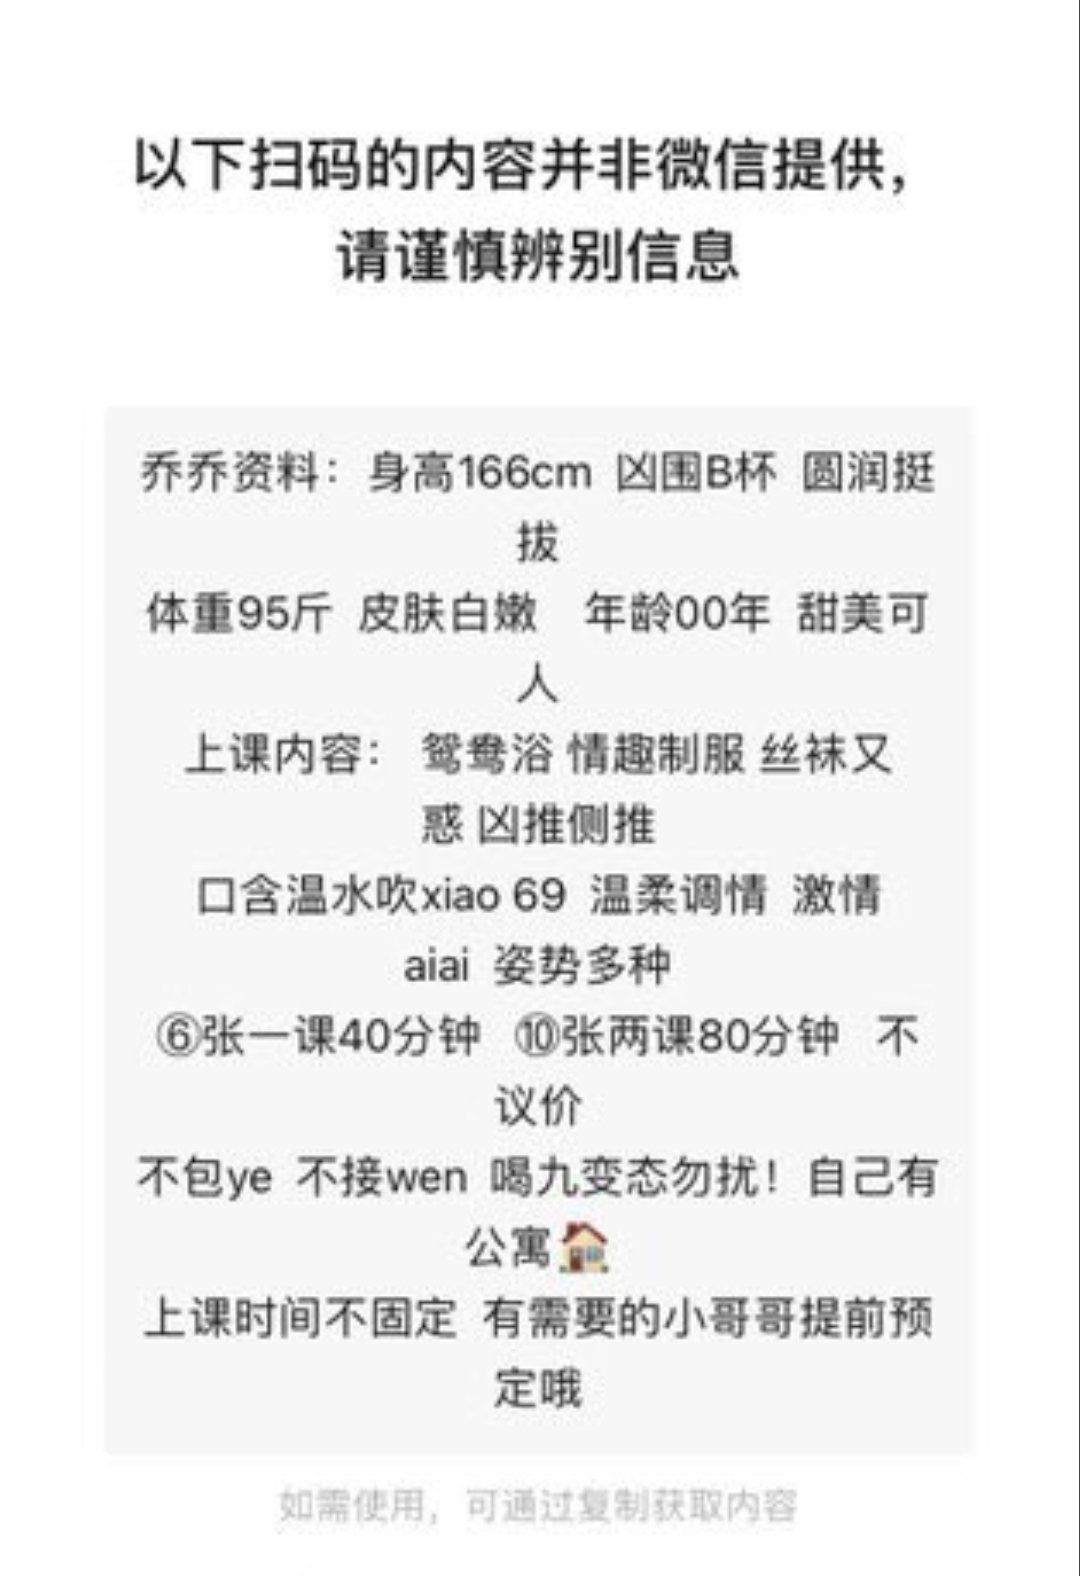 以下扫码的内容并非微信提供，
请谨慎辨别信息
乔乔资料：身高166cm 凶围B杯 圆润挺
拔
体重95斤 皮肤白嫩 年龄00年 甜美可
人
上课内容： 鸳鸯浴 情趣制服 丝袜又
惑 凶推侧推
口含温水吹xiao 69 温柔调情 激情
aiai 姿势多种
⑥张一课40分钟 ⑩张两课80分钟 不
议价
不包ye 不接wen 喝九变态勿扰！自己有
公寓🏠
上课时间不固定 有需要的小哥哥提前预
定哦
如需使用，可通过复制获取内容